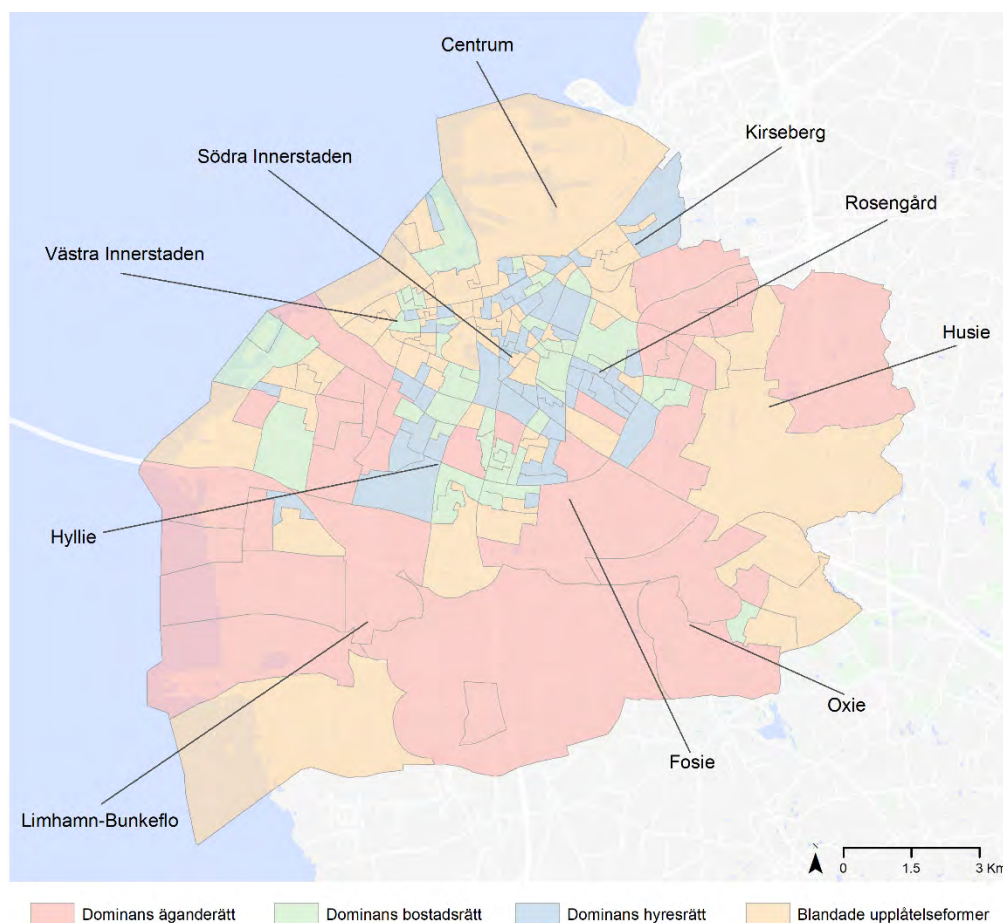 Centrum
Kirseberg
Södra Innerstaden
Rosengård
Västra Innerstaden
Husie
Hyllie
Oxie
Fosie
Limhamn-Bunkeflo
N
0 1.5 3 Km
Dominans äganderätt Dominans bostadsrätt Dominans hyresrätt Blandade upplåtelseformer